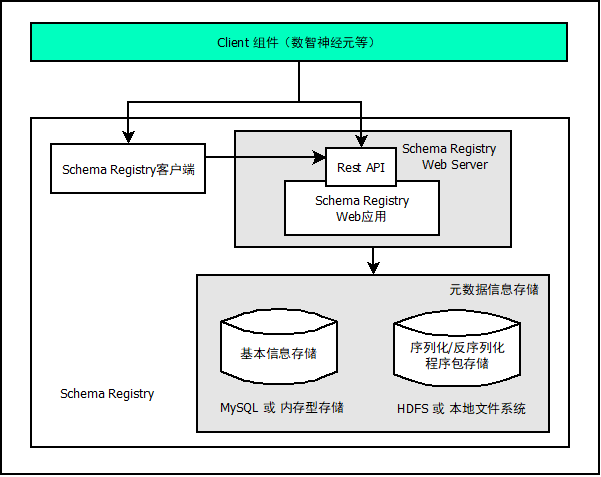 Client 组件（数智神经元等）
Schema Registry客户端
Rest API
Schema Registry
Web Server
Schema Registry
Web应用
元数据信息存储
基本信息存储
序列化/反序列化
程序包存储
MySQL 或 内存型存储
HDFS 或 本地文件系统
Schema Registry